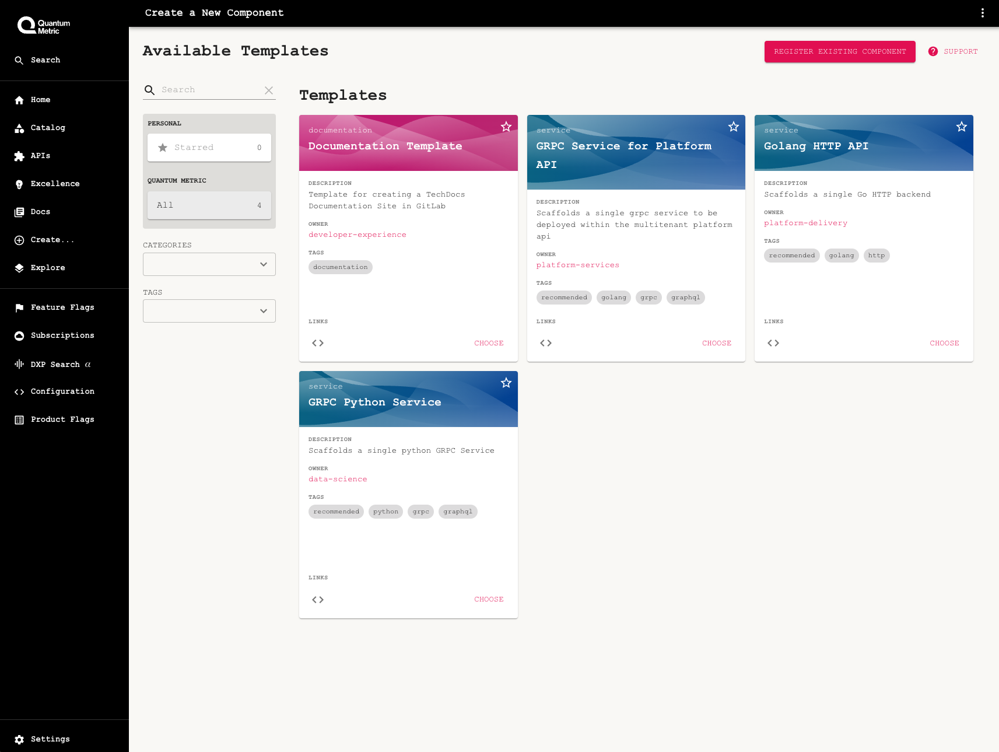 Quantum
Metric
Search
Home
Catalog
APIs
Excellence
Docs
Create...
Explore
Feature Flags
Subscriptions
DXP Search α
Configuration
Product Flags
Settings
Create a New Component
Available Templates
REGISTER EXISTING COMPONENT
SUPPORT
Search
PERSONAL
Starred 0
QUANTUM METRIC
All 4
CATEGORIES
TAGS
Templates
documentation
Documentation Template
DESCRIPTION
Template for creating a TechDocs
Documentation Site in GitLab
OWNER
developer-experience
TAGS
documentation
LINKS
CHOOSE
service
GRPC Service for Platform
API
DESCRIPTION
Scaffolds a single grpc service to be
deployed within the multitenant platform
api
OWNER
platform-services
TAGS
recommended golang grpc graphql
LINKS
CHOOSE
service
Golang HTTP API
DESCRIPTION
Scaffolds a single Go HTTP backend
OWNER
platform-delivery
TAGS
recommended golang http
LINKS
CHOOSE
service
GRPC Python Service
DESCRIPTION
Scaffolds a single python GRPC Service
OWNER
data-science
TAGS
recommended python grpc graphql
LINKS
CHOOSE